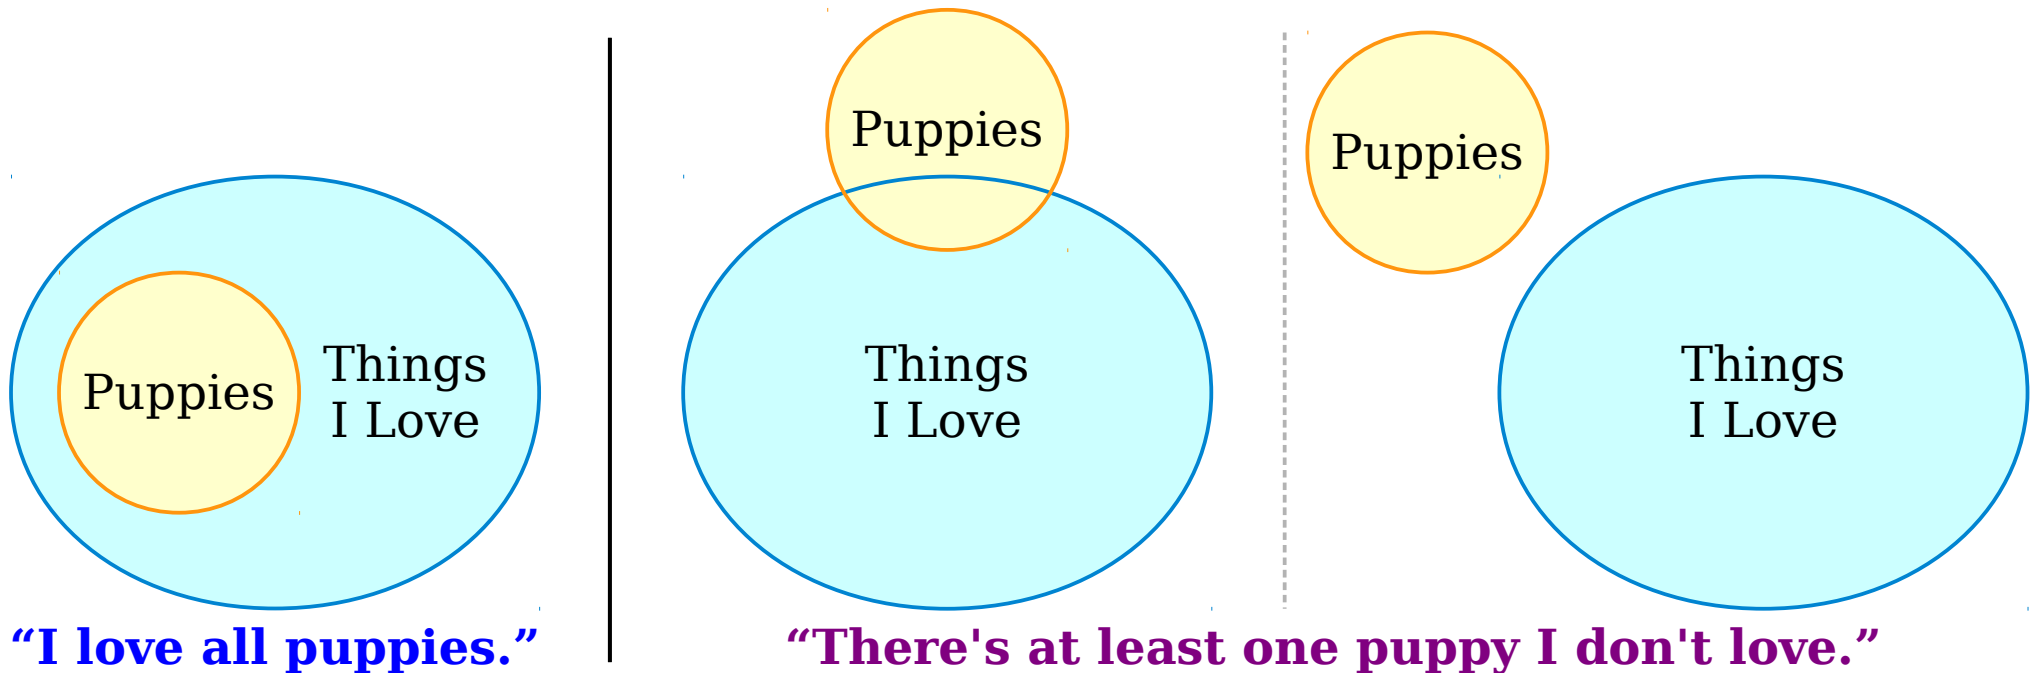 Puppies
Things
I Love
“I love all puppies.”
Puppies
Things
I Love
Puppies
Things
I Love
“There's at least one puppy I don't love.”